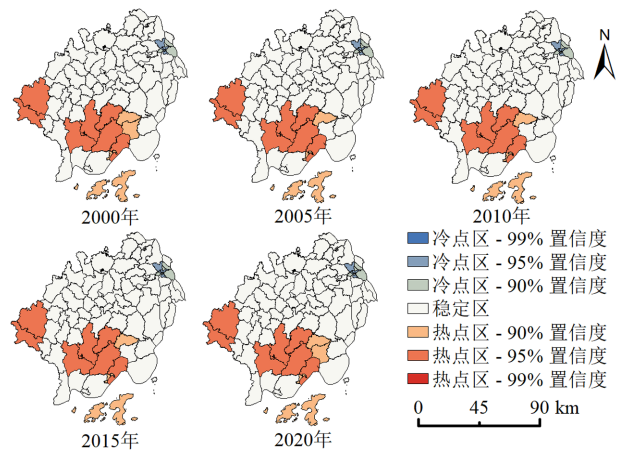 N
2000年
2005年
2010年
冷点区 - 99% 置信度
冷点区 - 95% 置信度
冷点区 - 90% 置信度
稳定区
热点区 - 90% 置信度
热点区 - 95% 置信度
热点区 - 99% 置信度
0 45 90 km
2015年
2020年